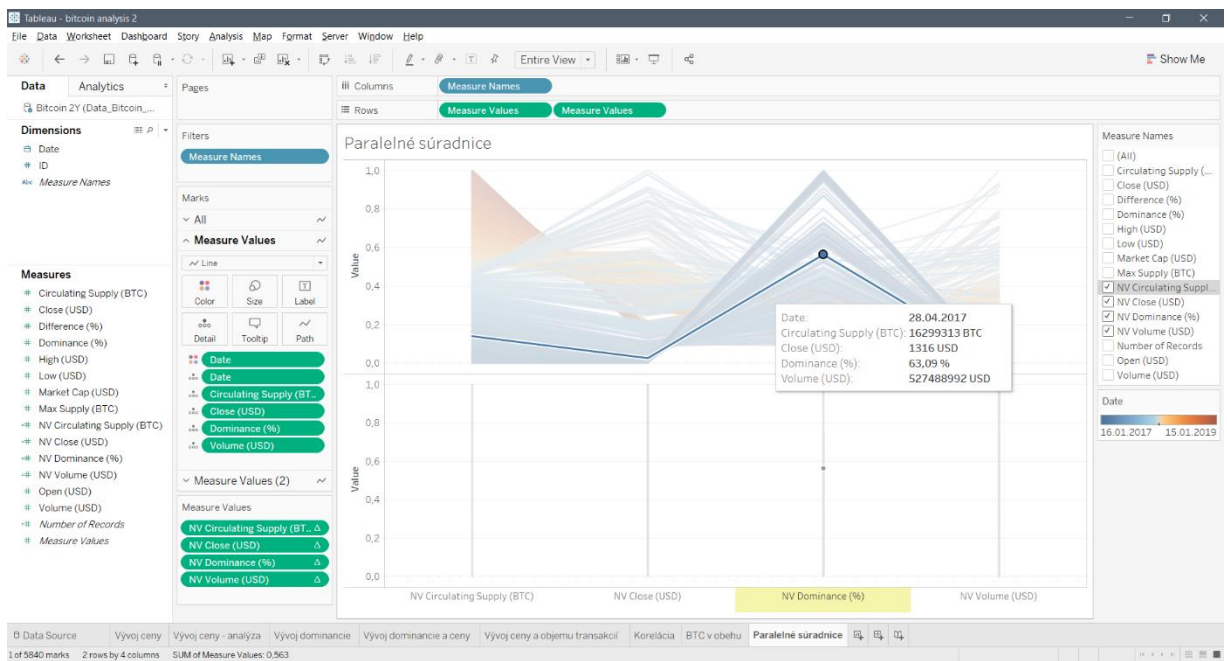 Tableau - bitcoin analysis 2
File Data Worksheet Dashboard Story Analysis Map Format Server Window Help
Entire View
Show Me
Data Analytics
Bitcoin 2Y (Data_Bitcoin_...
Dimensions
Date
# ID
Abc Measure Names
Measures
# Circulating Supply (BTC)
# Close (USD)
# Difference (%)
# Dominance (%)
# High (USD)
# Low (USD)
# Market Cap (USD)
# Max Supply (BTC)
=# NV Circulating Supply (BTC)
=# NV Close (USD)
=# NV Dominance (%)
=# NV Volume (USD)
# Open (USD)
# Volume (USD)
=# Number of Records
# Measure Values
Pages
Filters
Measure Names
Marks
All
Measure Values
Line
Color Size Label
Detail Tooltip Path
Date
Date
Circulating Supply (BT..
Close (USD)
Dominance (%)
Volume (USD)
Measure Values (2)
Measure Values
NV Circulating Supply (BT.. Δ
NV Close (USD) Δ
NV Dominance (%) Δ
NV Volume (USD) Δ
Columns Measure Names
Rows Measure Values Measure Values
Paralelné súradnice
Value
1,0
0,8
0,6
0,4
0,2
0,0
Date: 28.04.2017
Circulating Supply (BTC): 16299313 BTC
Close (USD): 1316 USD
Dominance (%): 63,09 %
Volume (USD): 527488992 USD
Value
1,0
0,8
0,6
0,4
0,2
0,0
NV Circulating Supply (BTC) NV Close (USD) NV Dominance (%) NV Volume (USD)
Measure Names
(All)
Circulating Supply (...
Close (USD)
Difference (%)
Dominance (%)
High (USD)
Low (USD)
Market Cap (USD)
Max Supply (BTC)
NV Circulating Suppl...
NV Close (USD)
NV Dominance (%)
NV Volume (USD)
Number of Records
Open (USD)
Volume (USD)
Date
16.01.2017 15.01.2019
Data Source Vývoj ceny Vývoj ceny - analýza Vývoj dominancie Vývoj dominancie a ceny Vývoj ceny a objemu transakcií Korelácia BTC v obehu Paralelné súradnice
1 of 5840 marks 2 rows by 4 columns SUM of Measure Values: 0,563